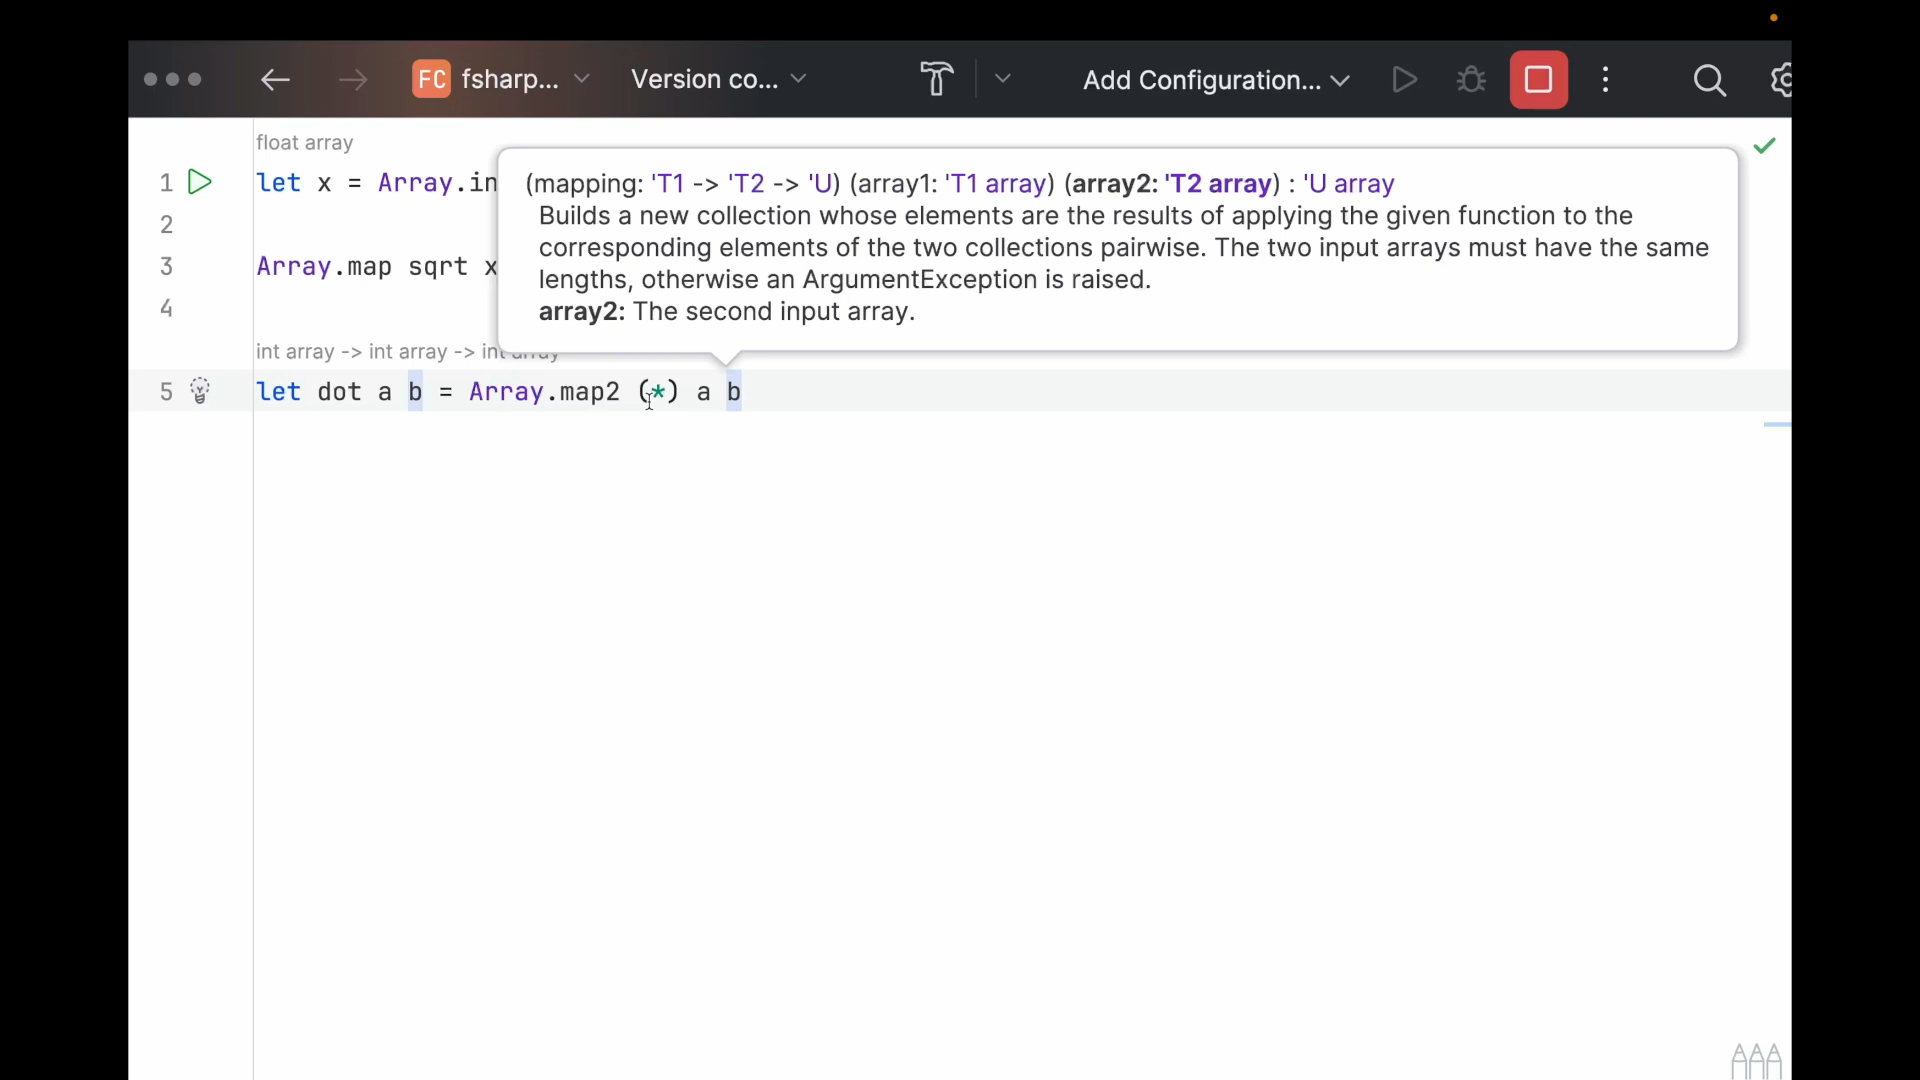 FC fsharp... Version co... Add Configuration...
float array
1 let x = Array.in
(mapping: 'T1 -> 'T2 -> 'U) (array1: 'T1 array) (array2: 'T2 array) : 'U array
Builds a new collection whose elements are the results of applying the given function to the
corresponding elements of the two collections pairwise. The two input arrays must have the same
lengths, otherwise an ArgumentException is raised.
array2: The second input array.
2
3 Array.map sqrt x
4
int array -> int array -> int array
5 let dot a b = Array.map2 (*) a b